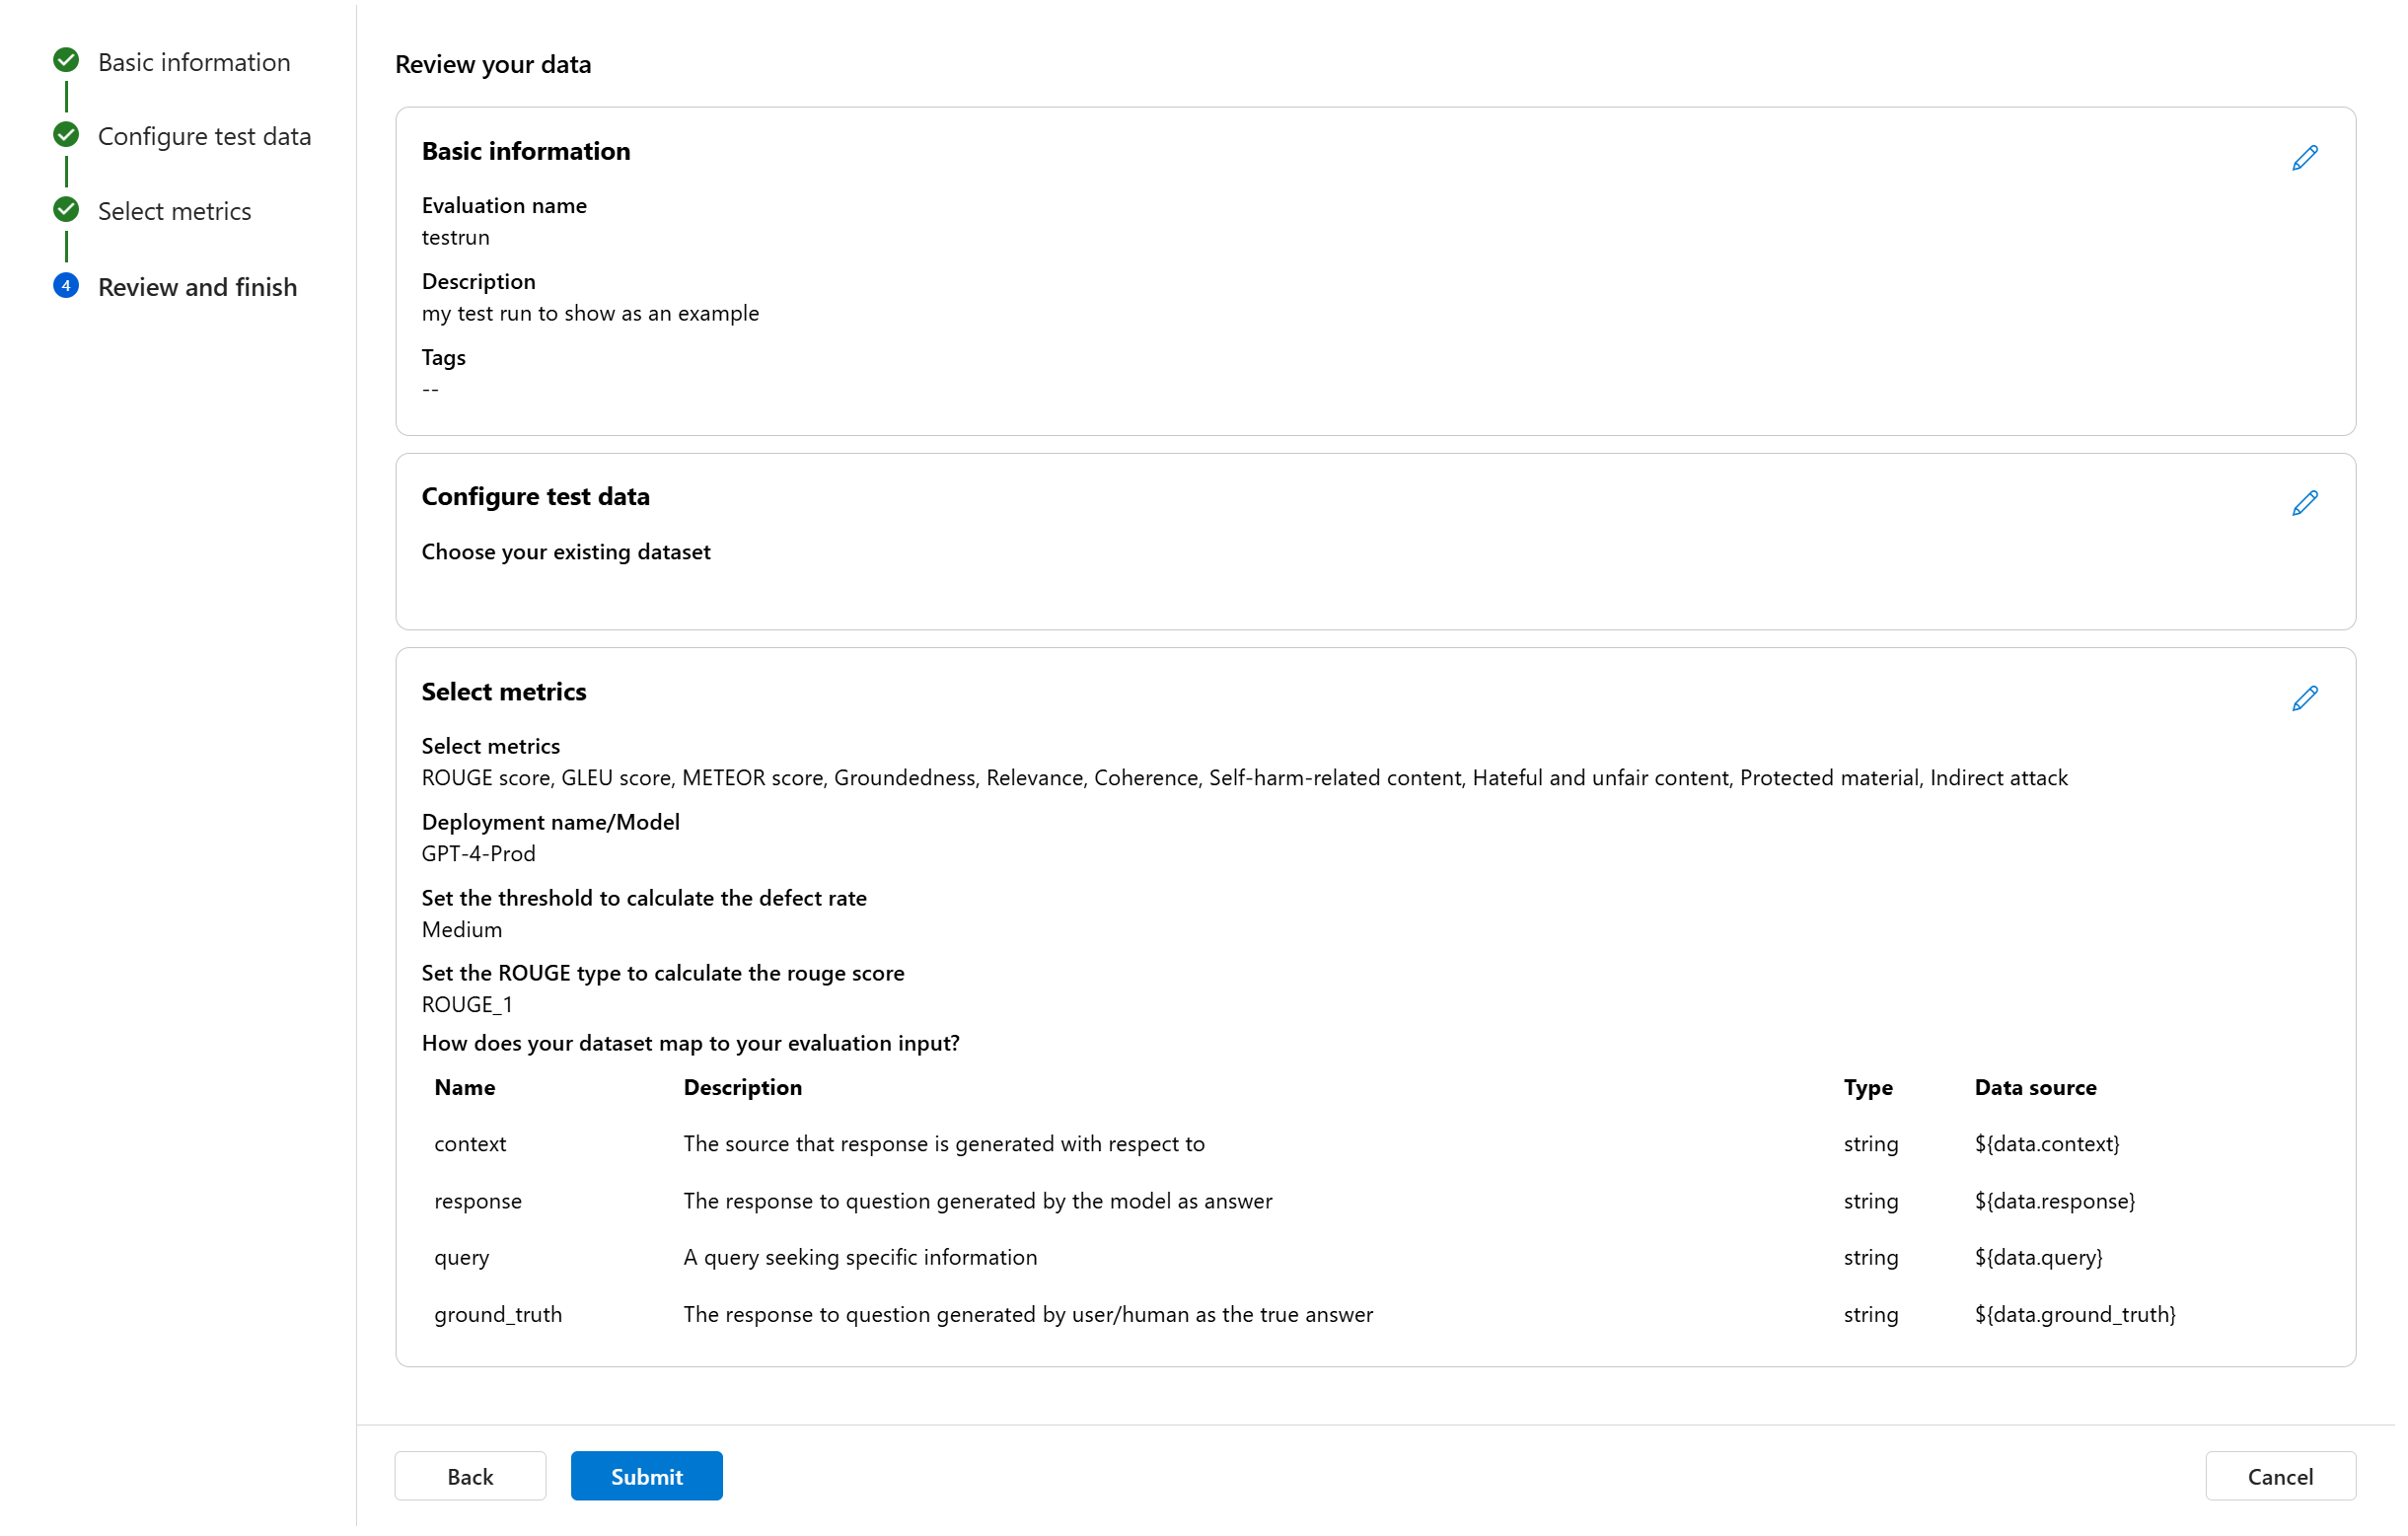 Basic information
Configure test data
Select metrics
4 Review and finish
Review your data
Basic information
Evaluation name
testrun
Description
my test run to show as an example
Tags
--
Configure test data
Choose your existing dataset
Select metrics
Select metrics
ROUGE score, GLEU score, METEOR score, Groundedness, Relevance, Coherence, Self-harm-related content, Hateful and unfair content, Protected material, Indirect attack
Deployment name/Model
GPT-4-Prod
Set the threshold to calculate the defect rate
Medium
Set the ROUGE type to calculate the rouge score
ROUGE_1
How does your dataset map to your evaluation input?
Name Description Type Data source
context The source that response is generated with respect to string ${data.context}
response The response to question generated by the model as answer string ${data.response}
query A query seeking specific information string ${data.query}
ground_truth The response to question generated by user/human as the true answer string ${data.ground_truth}
Back Submit Cancel